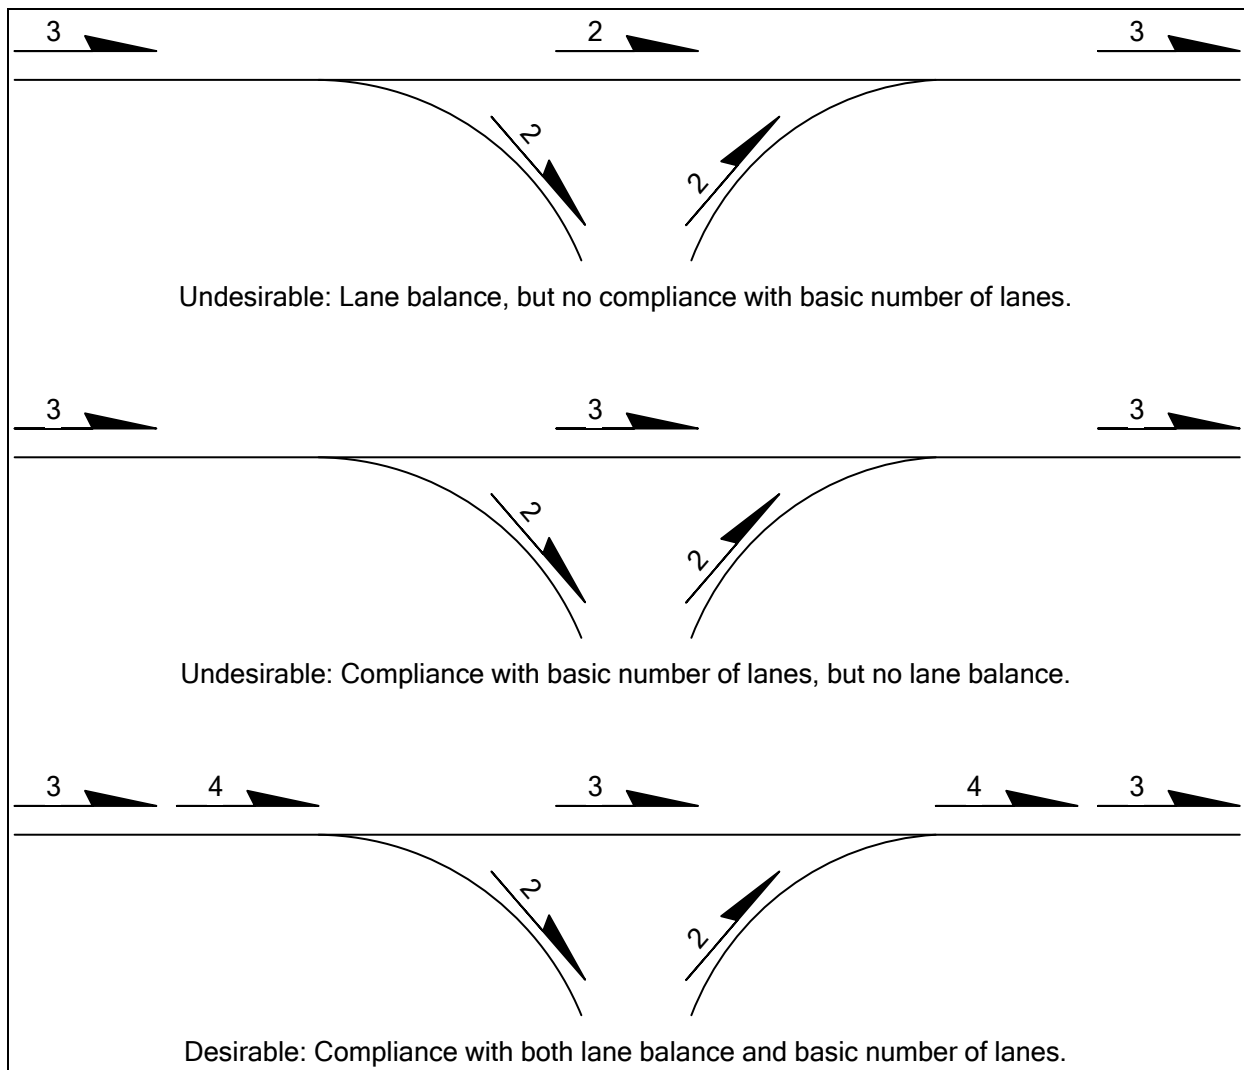 3 2 3
2 2
Undesirable: Lane balance, but no compliance with basic number of lanes.
3 3 3
2 2
Undesirable: Compliance with basic number of lanes, but no lane balance.
3 4 3 4 3
2 2
Desirable: Compliance with both lane balance and basic number of lanes.